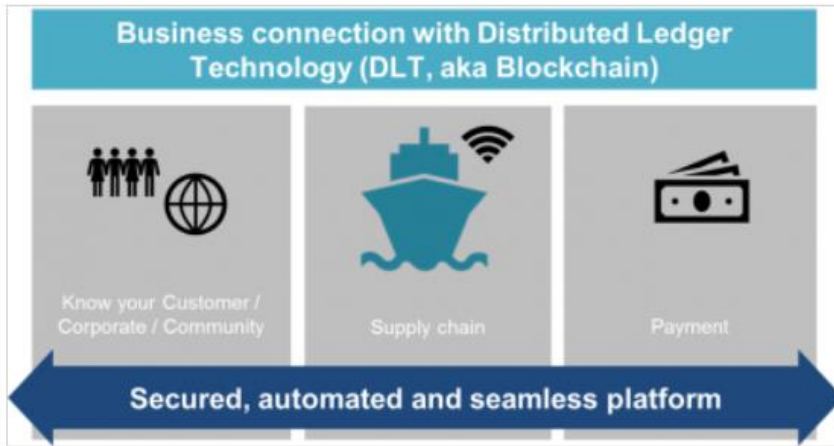 Business connection with Distributed Ledger
Technology (DLT, aka Blockchain)
Know your Customer /
Corporate / Community
Supply chain
Payment
Secured, automated and seamless platform